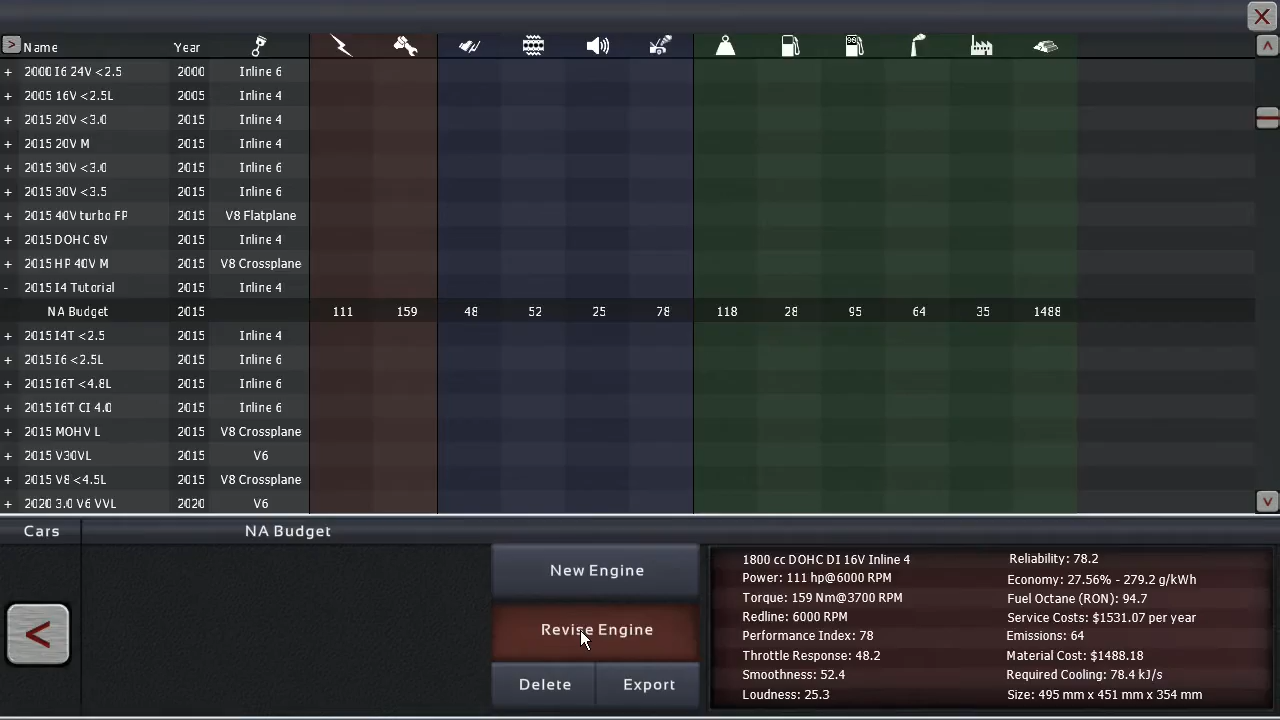 X
> Name Year 98 ∧
+ 2000 I6 24V <2.5 2000 Inline 6
+ 2005 16V <2.5L 2005 Inline 4
+ 2015 20V <3.0 2015 Inline 4
+ 2015 20V M 2015 Inline 4
+ 2015 30V <3.0 2015 Inline 6
+ 2015 30V <3.5 2015 Inline 6
+ 2015 40V turbo FP 2015 V8 Flatplane
+ 2015 DOHC 8V 2015 Inline 4
+ 2015 HP 40V M 2015 V8 Crossplane
- 2015 I4 Tutorial 2015 Inline 4
NA Budget 2015 111 159 48 52 25 78 118 28 95 64 35 1488
+ 2015 I4T <2.5 2015 Inline 4
+ 2015 I6 <2.5L 2015 Inline 6
+ 2015 I6T <4.8L 2015 Inline 6
+ 2015 I6T CI 4.0 2015 Inline 6
+ 2015 MOHV L 2015 V8 Crossplane
+ 2015 V30VL 2015 V6
+ 2015 V8 <4.5L 2015 V8 Crossplane
+ 2020 3.0 V6 VVL 2020 V6
Cars NA Budget
<
New Engine
Revise Engine
Delete Export
1800 cc DOHC DI 16V Inline 4
Power: 111 hp@6000 RPM
Torque: 159 Nm@3700 RPM
Redline: 6000 RPM
Performance Index: 78
Throttle Response: 48.2
Smoothness: 52.4
Loudness: 25.3
Reliability: 78.2
Economy: 27.56% - 279.2 g/kWh
Fuel Octane (RON): 94.7
Service Costs: $1531.07 per year
Emissions: 64
Material Cost: $1488.18
Required Cooling: 78.4 kJ/s
Size: 495 mm x 451 mm x 354 mm